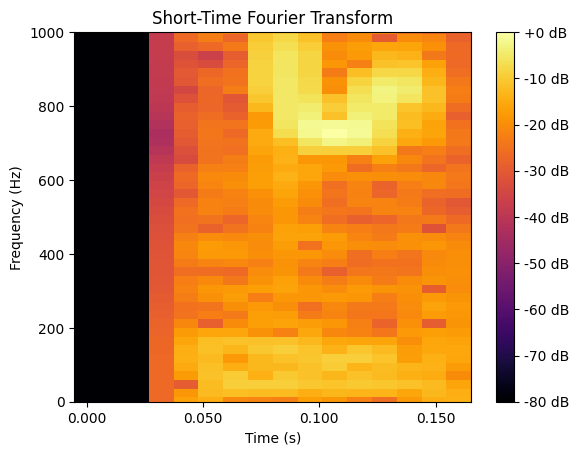 Short-Time Fourier Transform
1000
800
600
400
200
0
Frequency (Hz)
0.000
0.050
0.100
0.150
Time (s)
+0 dB
-10 dB
-20 dB
-30 dB
-40 dB
-50 dB
-60 dB
-70 dB
-80 dB